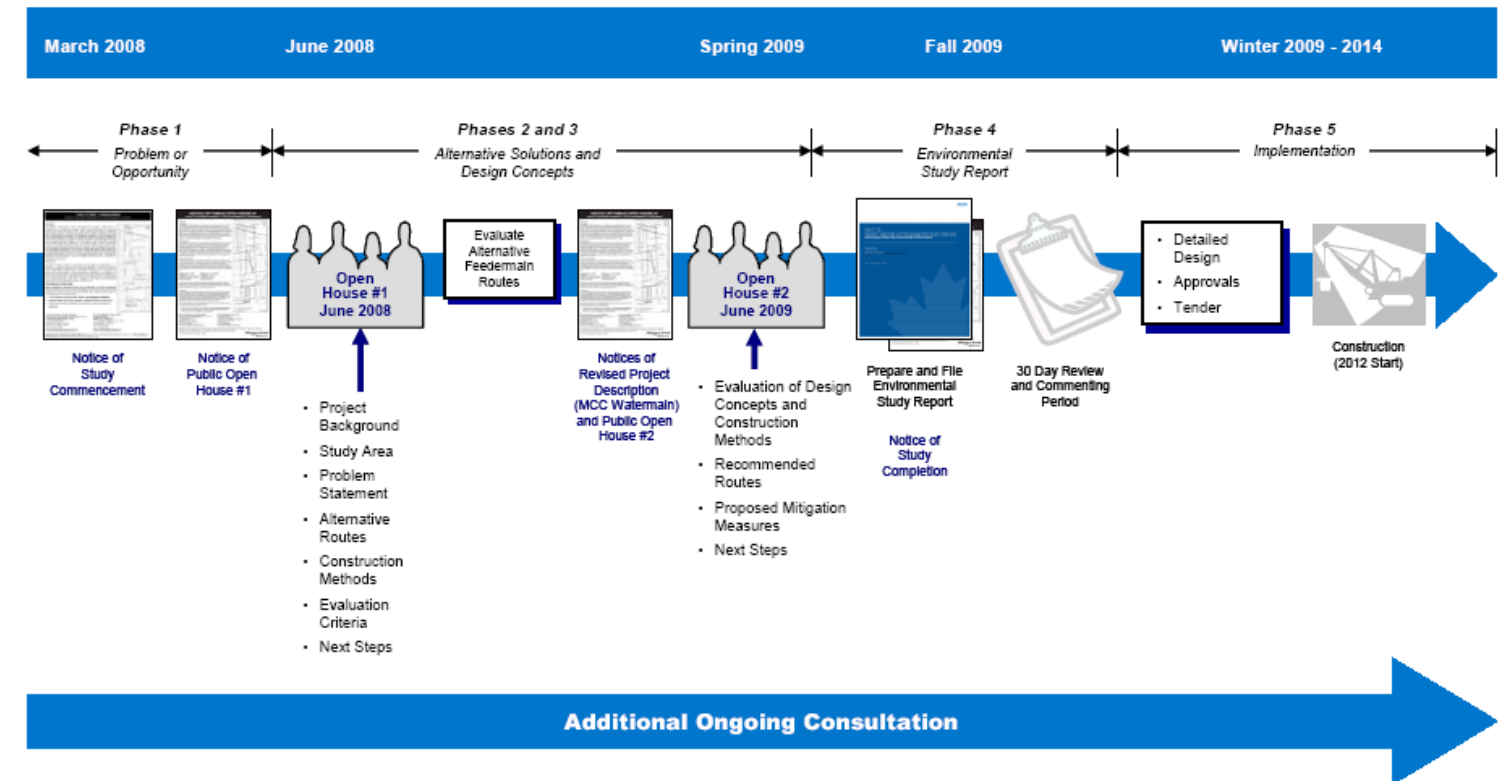 March 2008
June 2008
Spring 2009
Fall 2009
Winter 2009 - 2014
Phase 1
Problem or
Opportunity
Phases 2 and 3
Alternative Solutions and
Design Concepts
Phase 4
Environmental
Study Report
Phase 5
Implementation
Notice of
Study
Commencement
Notice of
Public Open
House #1
Open
House #1
June 2008
• Project
Background
• Study Area
• Problem
Statement
• Alternative
Routes
• Construction
Methods
• Evaluation
Criteria
• Next Steps
Evaluate
Alternative
Feedermain
Routes
Notices of
Revised Project
Description
(MCC Watermain)
and Public Open
House #2
Open
House #2
June 2009
• Evaluation of Design
Concepts and
Construction
Methods
• Recommended
Routes
• Proposed Mitigation
Measures
• Next Steps
Prepare and File
Environmental
Study Report
Notice of
Study
Completion
30 Day Review
and Commenting
Period
• Detailed
Design
• Approvals
• Tender
Construction
(2012 Start)
Additional Ongoing Consultation